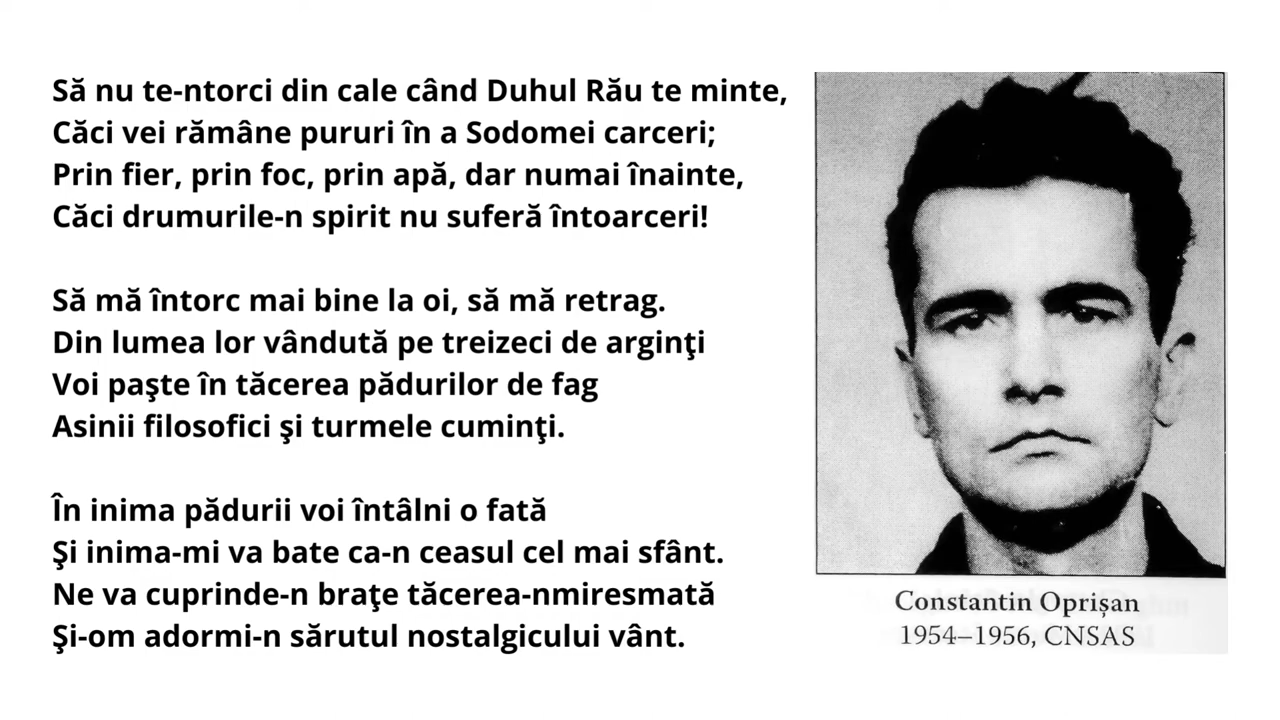 Să nu te-ntorci din cale când Duhul Rău te minte,
Căci vei rămâne pururi în a Sodomei carceri;
Prin fier, prin foc, prin apă, dar numai înainte,
Căci drumurile-n spirit nu suferă întoarceri!
Să mă întorc mai bine la oi, să mă retrag.
Din lumea lor vândută pe treizeci de arginţi
Voi paşte în tăcerea pădurilor de fag
Asinii filosofici şi turmele cuminţi.
În inima pădurii voi întâlni o fată
Şi inima-mi va bate ca-n ceasul cel mai sfânt.
Ne va cuprinde-n braţe tăcerea-nmiresmată
Şi-om adormi-n sărutul nostalgicului vânt.
Constantin Oprișan
1954–1956, CNSAS